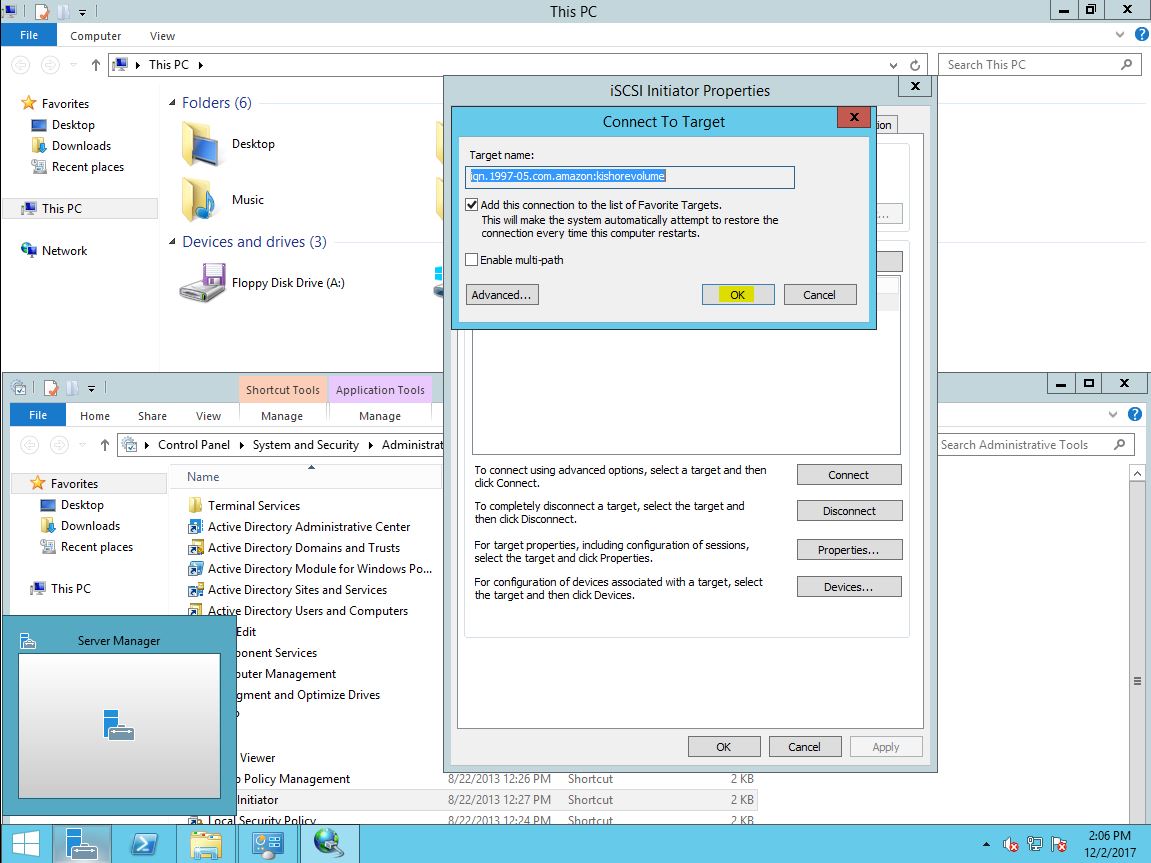 This PC
File
Computer
View
This PC
Search This PC
Favorites
Desktop
Downloads
Recent places
This PC
Network
Folders (6)
Desktop
Music
Devices and drives (3)
Floppy Disk Drive (A:)
iSCSI Initiator Properties
Connect To Target
Target name:
iqn.1997-05.com.amazon:kishorevolume
Add this connection to the list of Favorite Targets.
This will make the system automatically attempt to restore the
connection every time this computer restarts.
Enable multi-path
Advanced...
OK
Cancel
To connect using advanced options, select a target and then
click Connect.
Connect
To completely disconnect a target, select the target and
then click Disconnect.
Disconnect
For target properties, including configuration of sessions,
select the target and click Properties.
Properties...
For configuration of devices associated with a target, select
the target and then click Devices.
Devices...
OK
Cancel
Apply
Shortcut Tools
Application Tools
File
Home
Share
View
Manage
Manage
Control Panel
System and Security
Administrat
Search Administrative Tools
Favorites
Desktop
Downloads
Recent places
This PC
Name
Terminal Services
Active Directory Administrative Center
Active Directory Domains and Trusts
Active Directory Module for Windows Po...
Active Directory Sites and Services
Active Directory Users and Computers
Edit
ponent Services
puter Management
gment and Optimize Drives
Viewer
p Policy Management 8/22/2013 12:26 PM Shortcut 2 KB
Initiator 8/22/2013 12:27 PM Shortcut 2 KB
Local Security Policy 8/22/2013 12:24 PM Shortcut 2 KB
Server Manager
2:06 PM
12/2/2017